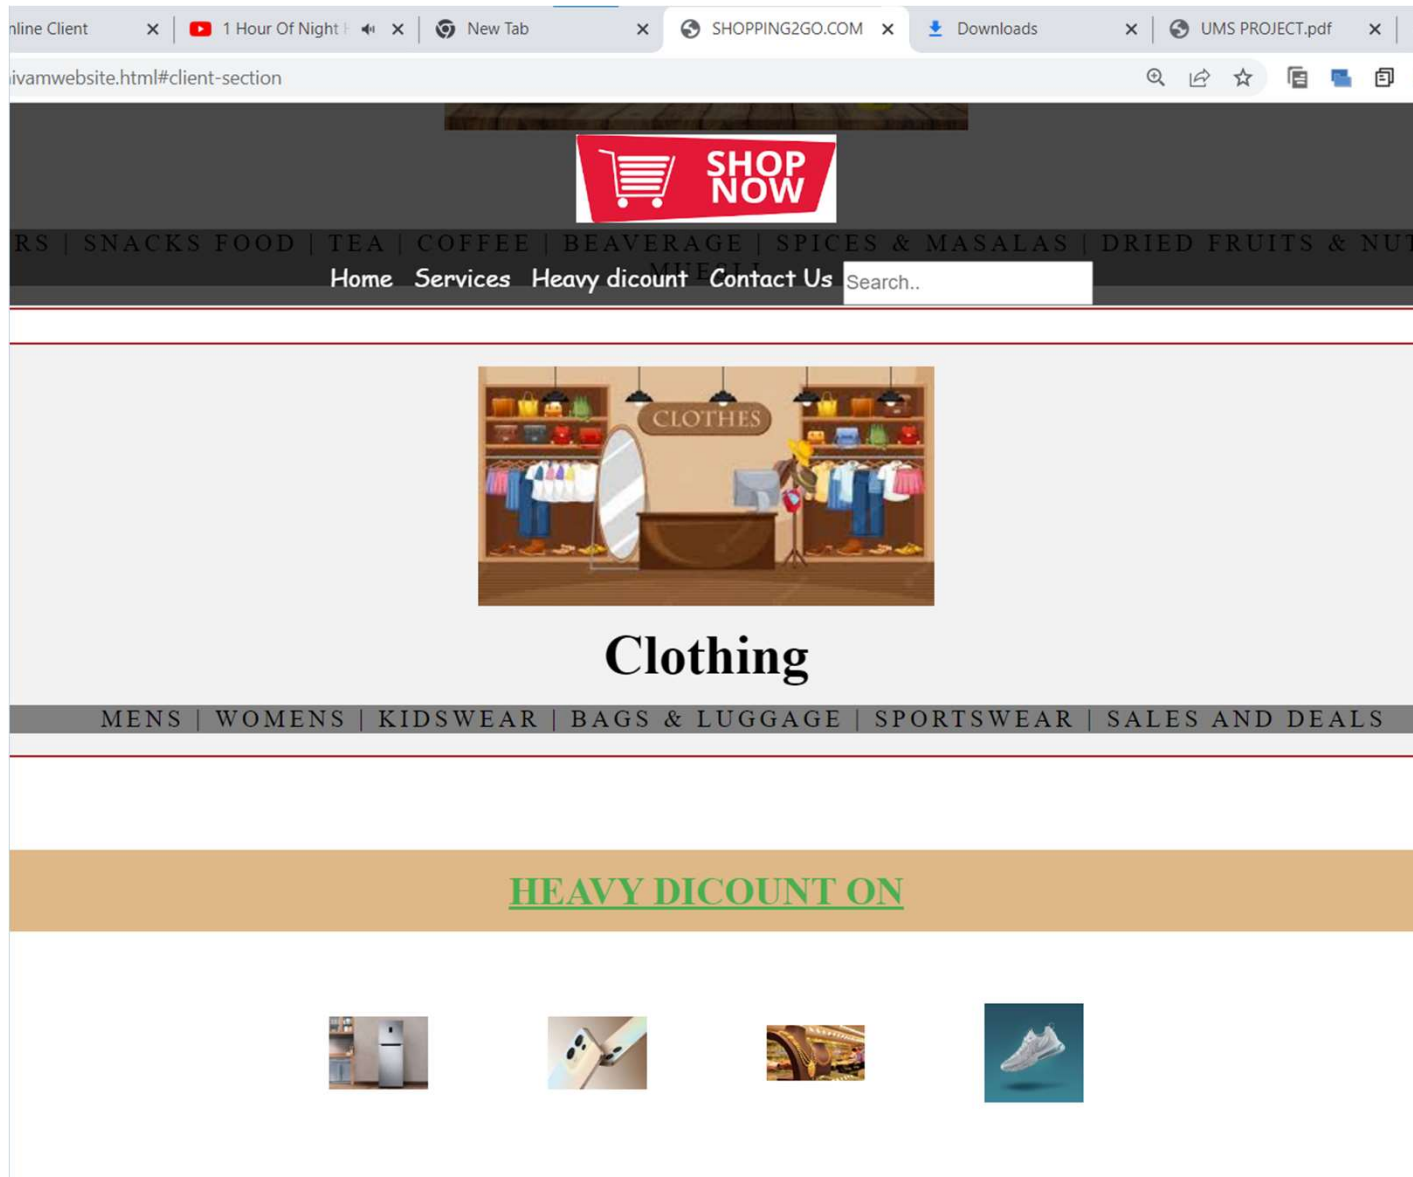 nline Client
1 Hour Of Night
New Tab
SHOPPING2GO.COM
Downloads
UMS PROJECT.pdf
ivamwebsite.html#client-section
SHOP
NOW
RS | SNACKS FOOD | TEA | COFFEE | BEAVERAGE | SPICES & MASALAS | DRIED FRUITS & NUT
MUESLI
Home Services Heavy dicount Contact Us Search..
CLOTHES
Clothing
MENS | WOMENS | KIDSWEAR | BAGS & LUGGAGE | SPORTSWEAR | SALES AND DEALS
HEAVY DICOUNT ON